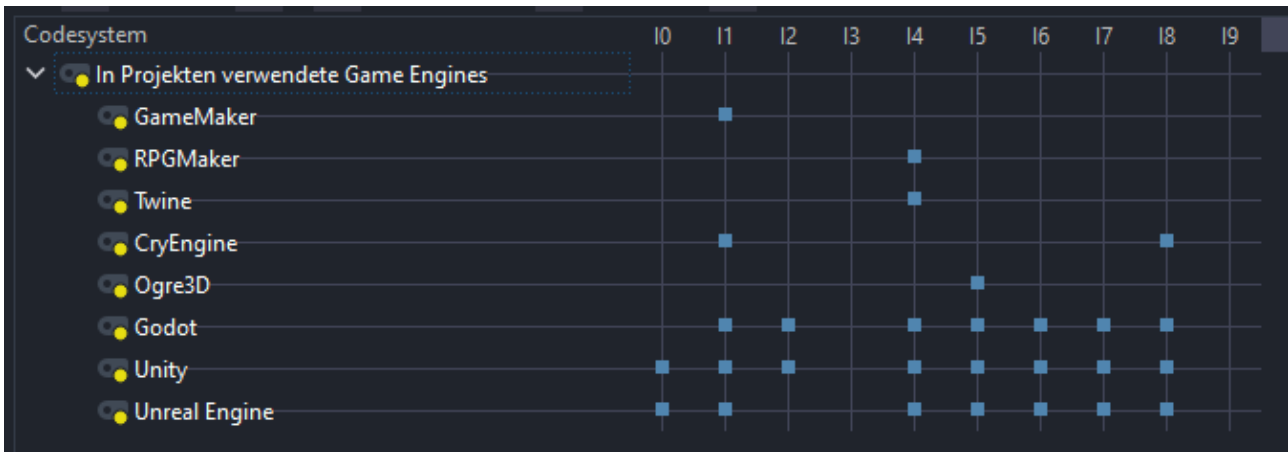 Codesystem I0 I1 I2 I3 I4 I5 I6 I7 I8 I9
In Projekten verwendete Game Engines
GameMaker
RPGMaker
Twine
CryEngine
Ogre3D
Godot
Unity
Unreal Engine